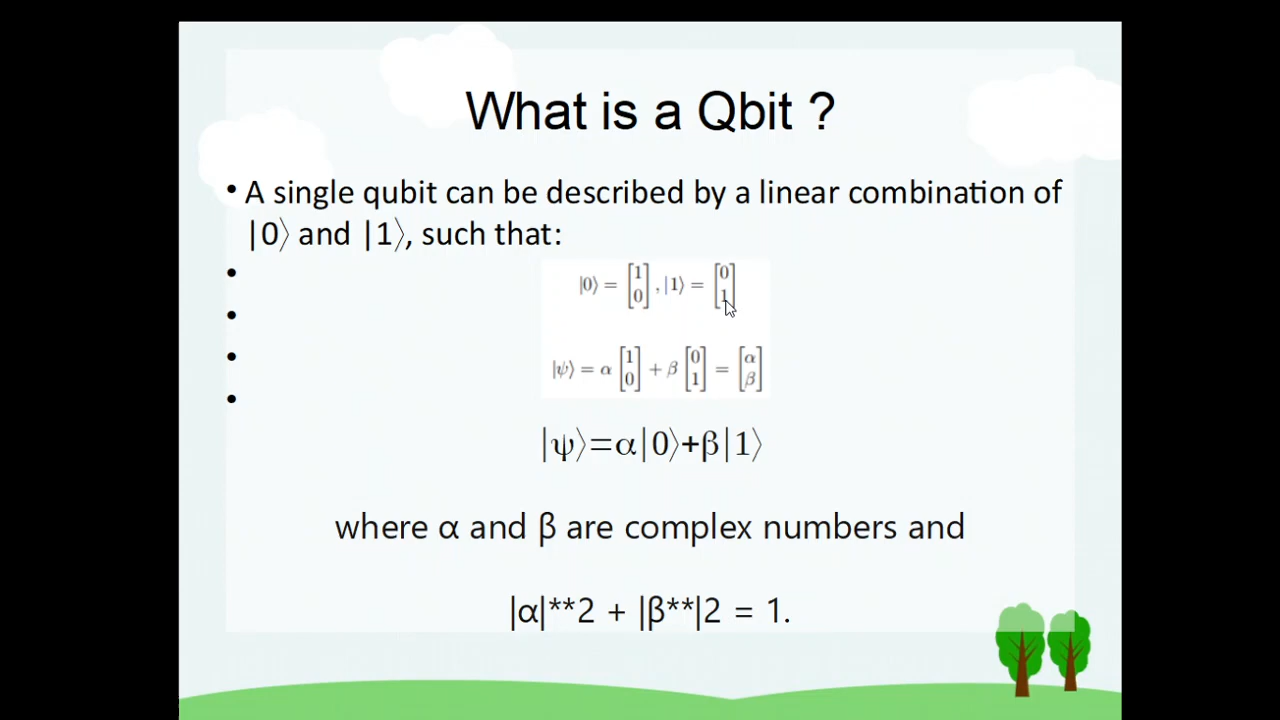 What is a Qbit ?
• A single qubit can be described by a linear combination of
|0⟩ and |1⟩, such that:
•
|0⟩ = [1 0], |1⟩ = [0 1]
•
•
|ψ⟩ = α [1 0] + β [0 1] = [α β]
•
|ψ⟩=α|0⟩+β|1⟩
where α and β are complex numbers and
|α|**2 + |β**|2 = 1.